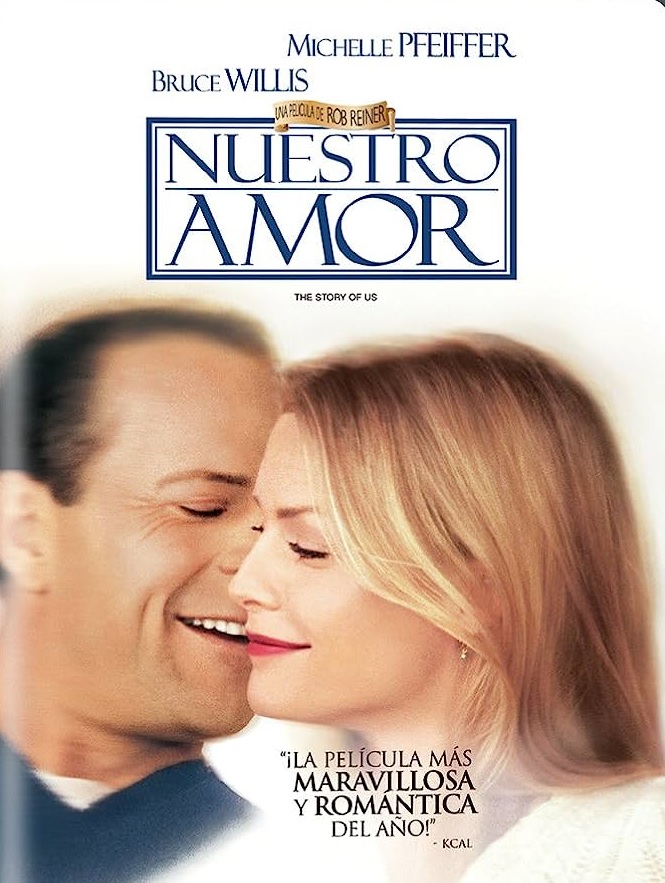 MICHELLE PFEIFFER
BRUCE WILLIS
UNA PELICULA DE ROB REINER
NUESTRO
AMOR
THE STORY OF US
“¡LA PELÍCULA MÁS
MARAVILLOSA
Y ROMÁNTICA
DEL AÑO!”
- KCAL